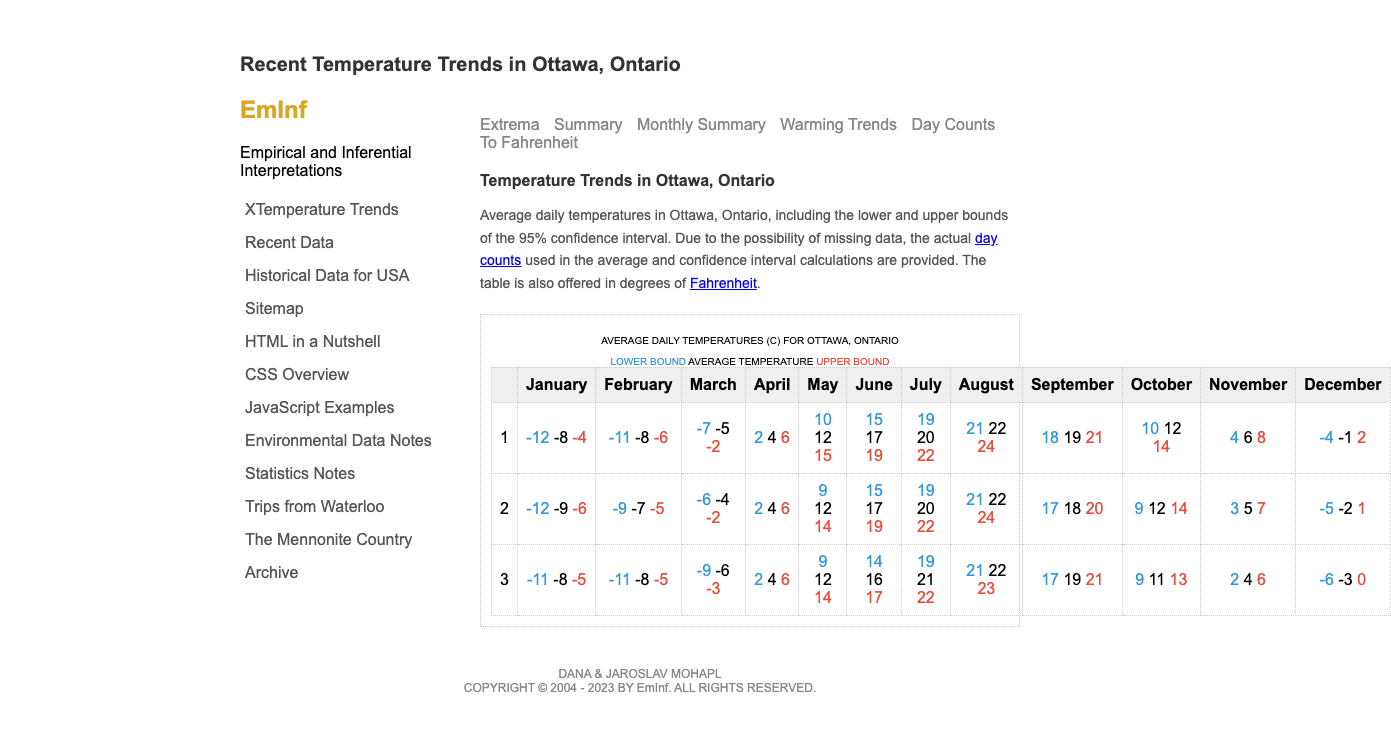 Recent Temperature Trends in Ottawa, Ontario
EmInf
Empirical and Inferential
Interpretations
XTemperature Trends
Recent Data
Historical Data for USA
Sitemap
HTML in a Nutshell
CSS Overview
JavaScript Examples
Environmental Data Notes
Statistics Notes
Trips from Waterloo
The Mennonite Country
Archive
Extrema Summary Monthly Summary Warming Trends Day Counts
To Fahrenheit
Temperature Trends in Ottawa, Ontario
Average daily temperatures in Ottawa, Ontario, including the lower and upper bounds
of the 95% confidence interval. Due to the possibility of missing data, the actual day
counts used in the average and confidence interval calculations are provided. The
table is also offered in degrees of Fahrenheit.
AVERAGE DAILY TEMPERATURES (C) FOR OTTAWA, ONTARIO
LOWER BOUND AVERAGE TEMPERATURE UPPER BOUND
January February March April May June July August September October November December
1 -12 -8 -4 -11 -8 -6 -7 -5 -2 2 4 6 10 12 15 15 17 19 19 20 22 21 22 24 18 19 21 10 12 14 4 6 8 -4 -1 2
2 -12 -9 -6 -9 -7 -5 -6 -4 -2 2 4 6 9 12 14 15 17 19 19 20 22 21 22 24 17 18 20 9 12 14 3 5 7 -5 -2 1
3 -11 -8 -5 -11 -8 -5 -9 -6 -3 2 4 6 9 12 14 14 16 17 19 21 22 21 22 23 17 19 21 9 11 13 2 4 6 -6 -3 0
DANA & JAROSLAV MOHAPL
COPYRIGHT © 2004 - 2023 BY EmInf. ALL RIGHTS RESERVED.